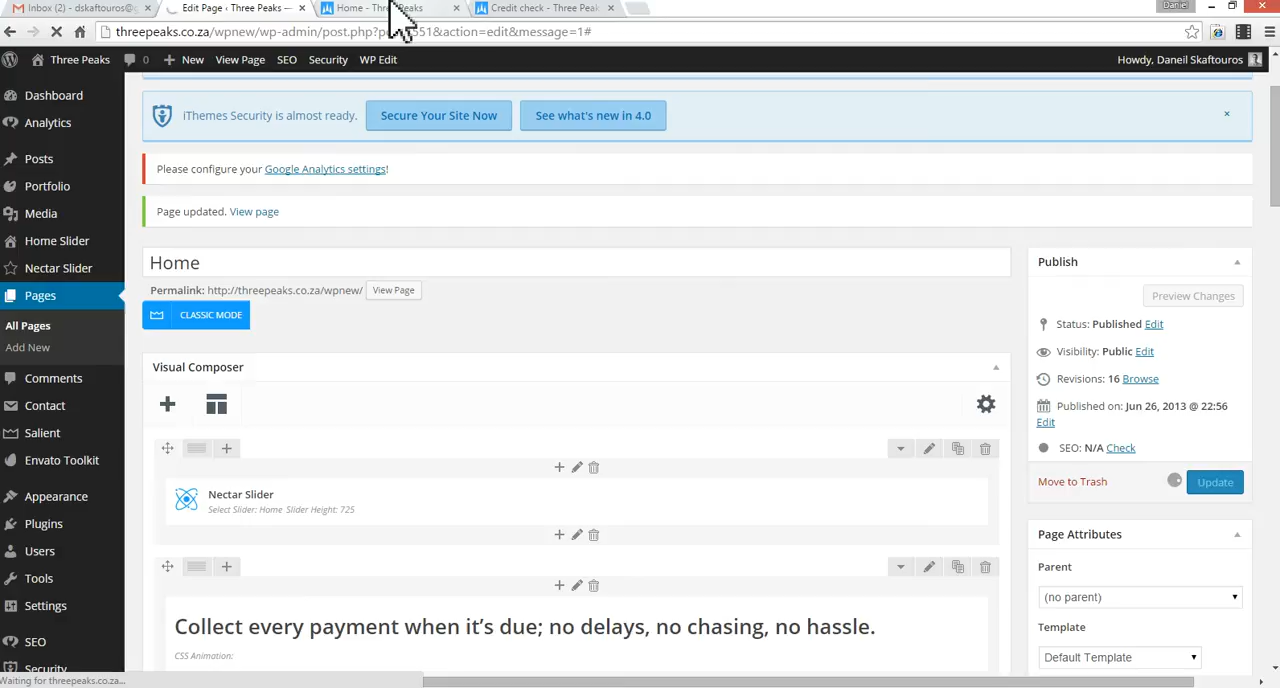 Inbox (2) - dskaftouros@g
Edit Page ‹ Three Peaks —
Home - Three Peaks
Credit check - Three Peak
Daniel
threepeaks.co.za/wpnew/wp-admin/post.php?p 551&action=edit&message=1#
Three Peaks
0
New
View Page
SEO
Security
WP Edit
Howdy, Daneil Skaftouros
Dashboard
Analytics
Posts
Portfolio
Media
Home Slider
Nectar Slider
Pages
All Pages
Add New
Comments
Contact
Salient
Envato Toolkit
Appearance
Plugins
Users
Tools
Settings
SEO
Security
iThemes Security is almost ready.
Secure Your Site Now
See what's new in 4.0
Please configure your Google Analytics settings!
Page updated. View page
Home
Permalink: http://threepeaks.co.za/wpnew/
View Page
CLASSIC MODE
Visual Composer
Nectar Slider
Select Slider: Home Slider Height: 725
Collect every payment when it's due; no delays, no chasing, no hassle.
CSS Animation:
Publish
Preview Changes
Status: Published Edit
Visibility: Public Edit
Revisions: 16 Browse
Published on: Jun 26, 2013 @ 22:56
Edit
SEO: N/A Check
Move to Trash
Update
Page Attributes
Parent
(no parent)
Template
Default Template
Waiting for threepeaks.co.za...